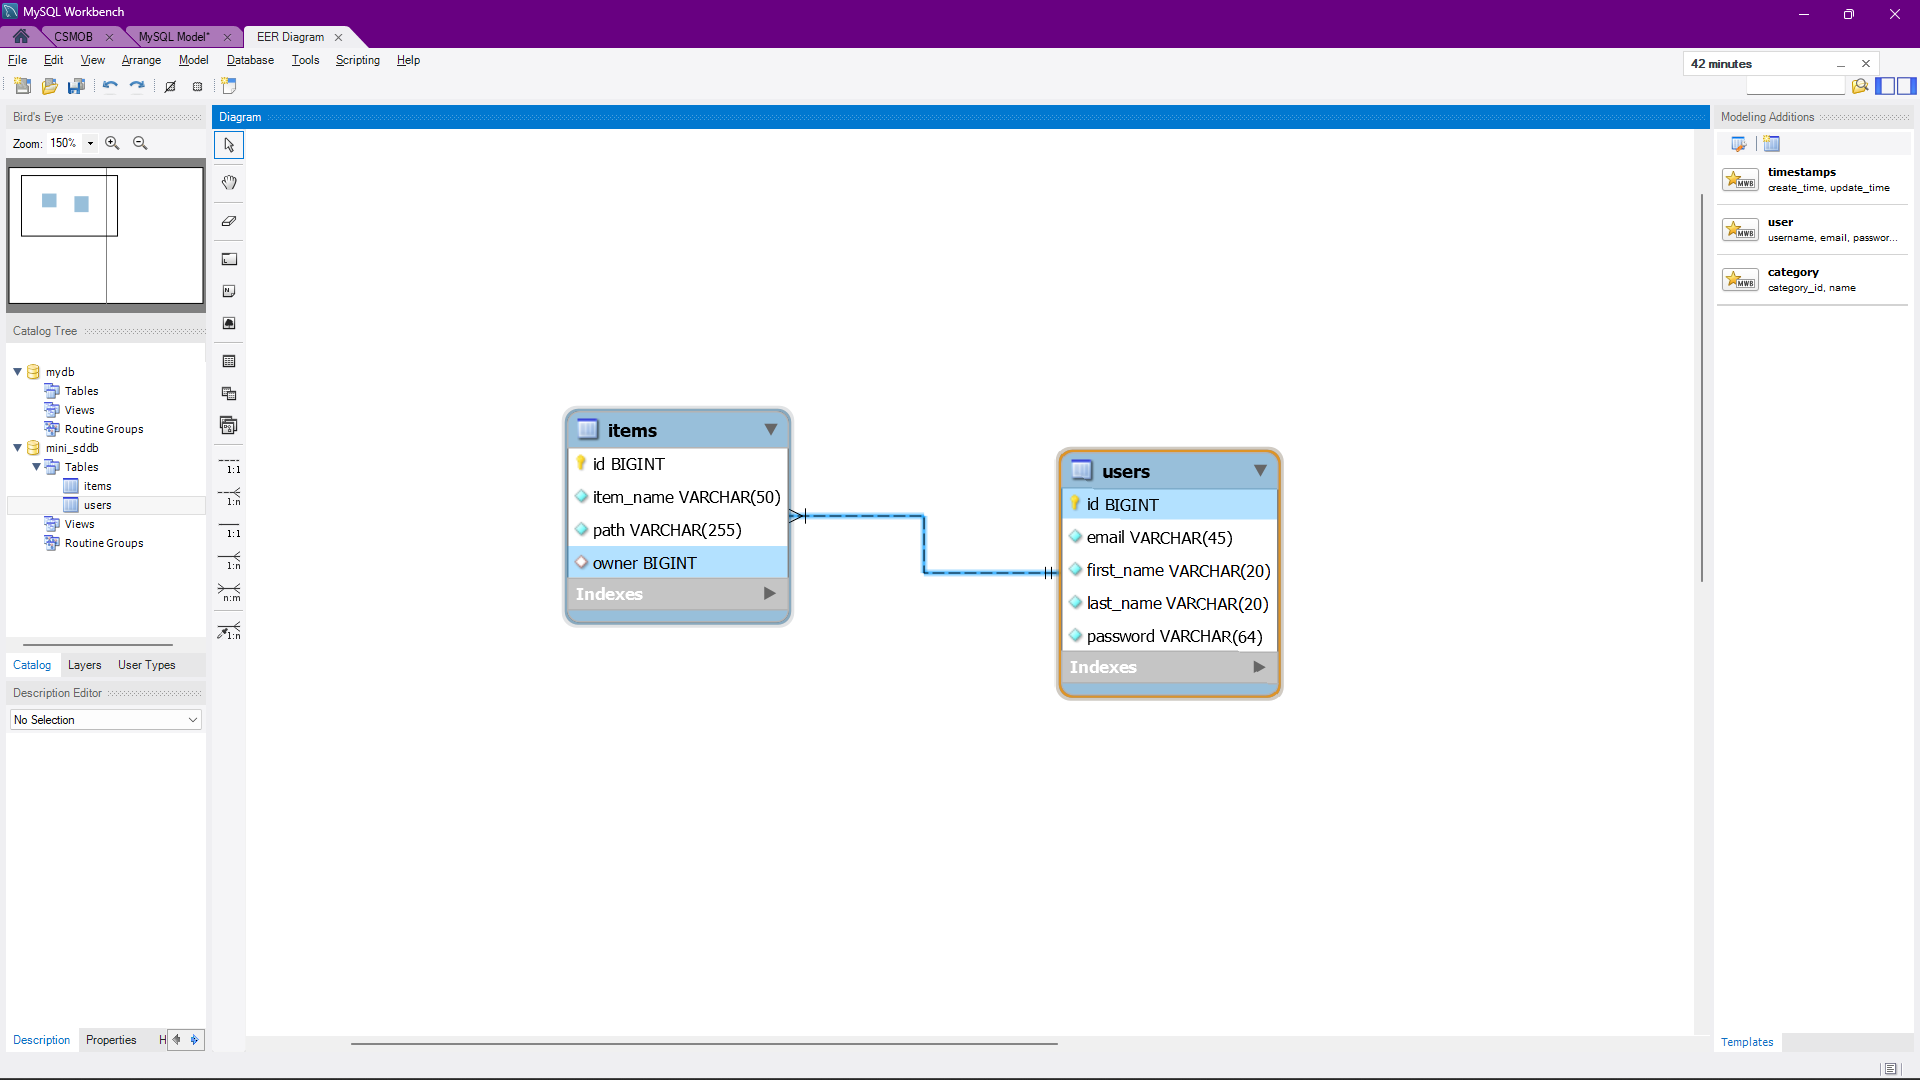 MySQL Workbench
CSMOB
MySQL Model*
EER Diagram
File Edit View Arrange Model Database Tools Scripting Help
42 minutes
Bird's Eye
Zoom: 150%
Catalog Tree
mydb
Tables
Views
Routine Groups
mini_sddb
Tables
items
users
Views
Routine Groups
Catalog Layers User Types
Description Editor
No Selection
Description Properties H
Diagram
1:1
1:n
1:1
1:n
n:m
1:n
items
id BIGINT
item_name VARCHAR(50)
path VARCHAR(255)
owner BIGINT
Indexes
users
id BIGINT
email VARCHAR(45)
first_name VARCHAR(20)
last_name VARCHAR(20)
password VARCHAR(64)
Indexes
Modeling Additions
MWB
timestamps
create_time, update_time
MWB
user
username, email, passwor...
MWB
category
category_id, name
Templates